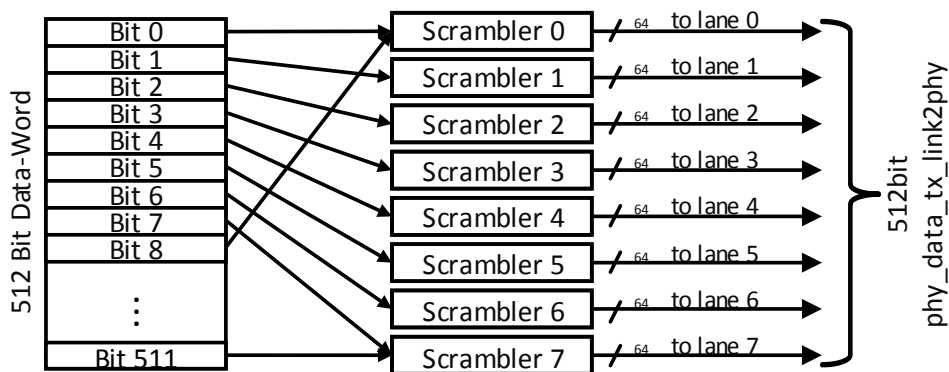 512 Bit Data-Word
Bit 0
Bit 1
Bit 2
Bit 3
Bit 4
Bit 5
Bit 6
Bit 7
Bit 8
⋮
Bit 511
Scrambler 0
Scrambler 1
Scrambler 2
Scrambler 3
Scrambler 4
Scrambler 5
Scrambler 6
Scrambler 7
64 to lane 0
64 to lane 1
64 to lane 2
64 to lane 3
64 to lane 4
64 to lane 5
64 to lane 6
64 to lane 7
512bit
phy_data_tx_link2phy